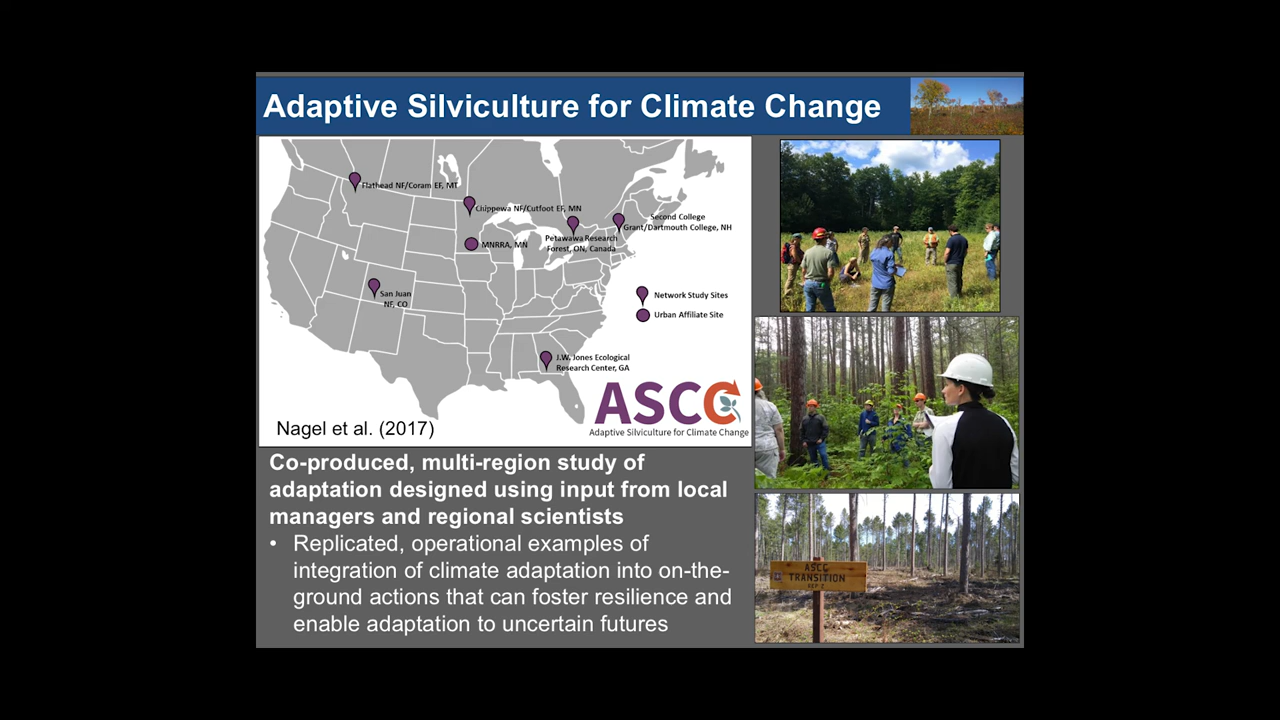 Adaptive Silviculture for Climate Change
Flathead NF/Coram EF, MT
Chippewa NF/Cutfoot EF, MN
Second College
Grant/Dartmouth College, NH
Petawawa Research
Forest, ON, Canada
MNRRA, MN
San Juan
NF, CO
Network Study Sites
Urban Affiliate Site
J.W. Jones Ecological
Research Center, GA
ASCC
Adaptive Silviculture for Climate Change
Nagel et al. (2017)
Co-produced, multi-region study of
adaptation designed using input from local
managers and regional scientists
• Replicated, operational examples of
integration of climate adaptation into on-the-
ground actions that can foster resilience and
enable adaptation to uncertain futures
ASCC
TRANSITION